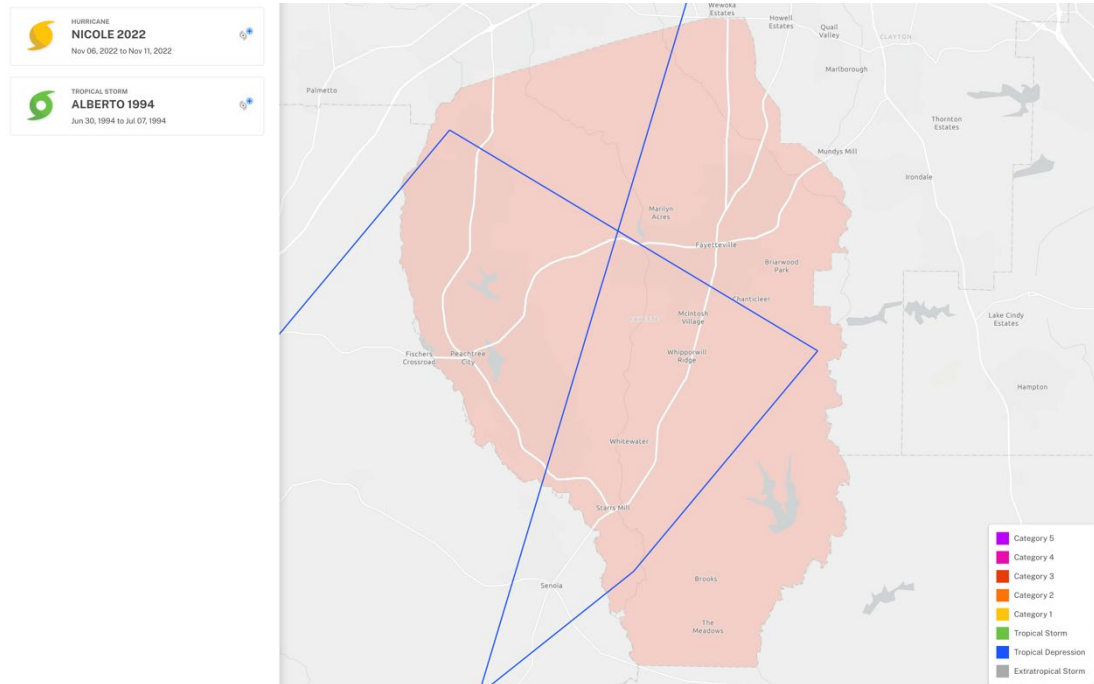 HURRICANE
NICOLE 2022
Nov 06, 2022 to Nov 11, 2022
TROPICAL STORM
ALBERTO 1994
Jun 30, 1994 to Jul 07, 1994
Wewoka
Estates
Howell
Estates
Quail
Valley
CLAYTON
Marlborough
Palmetto
Thornton
Estates
Mundys Mill
Irondale
Marilyn
Acres
Fayetteville
Briarwood
Park
Chanticleer
McIntosh
Village
Lake Cindy
Estates
Fischers
Crossroad
Peachtree
City
Whipporwill
Ridge
Hampton
Whitewater
Starrs Mill
Senoia
Brooks
The
Meadows
Category 5
Category 4
Category 3
Category 2
Category 1
Tropical Storm
Tropical Depression
Extratropical Storm